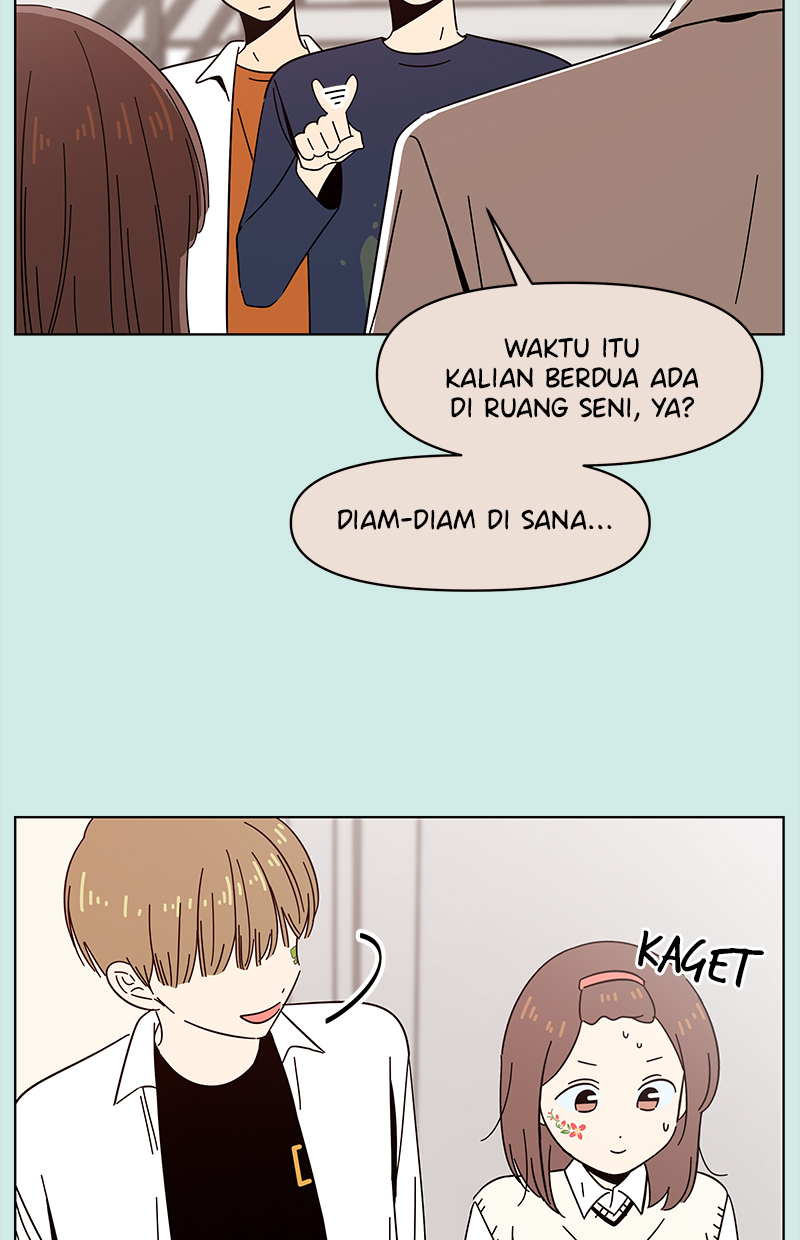 WAKTU ITU
KALIAN BERDUA ADA
DI RUANG SENI, YA?
DIAM-DIAM DI SANA...
KAGET